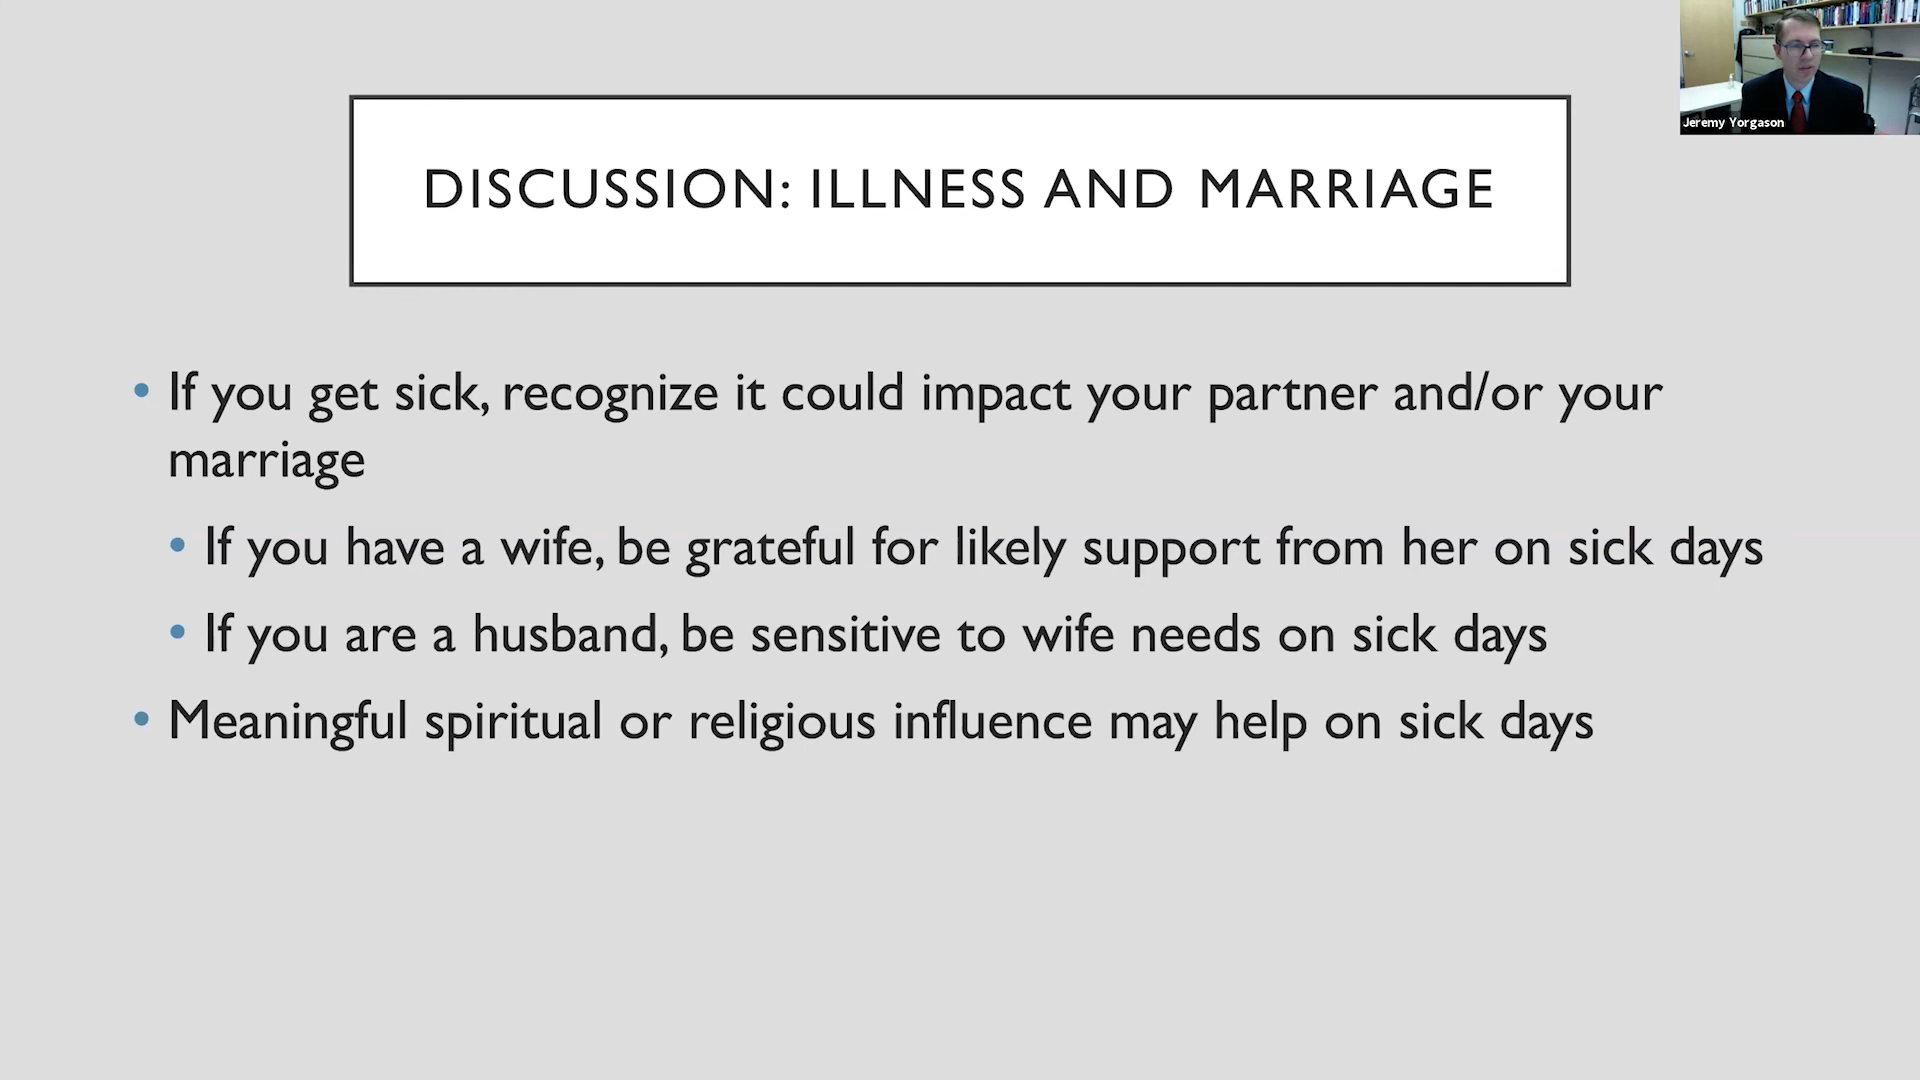 Jeremy Yorgason
DISCUSSION: ILLNESS AND MARRIAGE
• If you get sick, recognize it could impact your partner and/or your
marriage
• If you have a wife, be grateful for likely support from her on sick days
• If you are a husband, be sensitive to wife needs on sick days
• Meaningful spiritual or religious influence may help on sick days